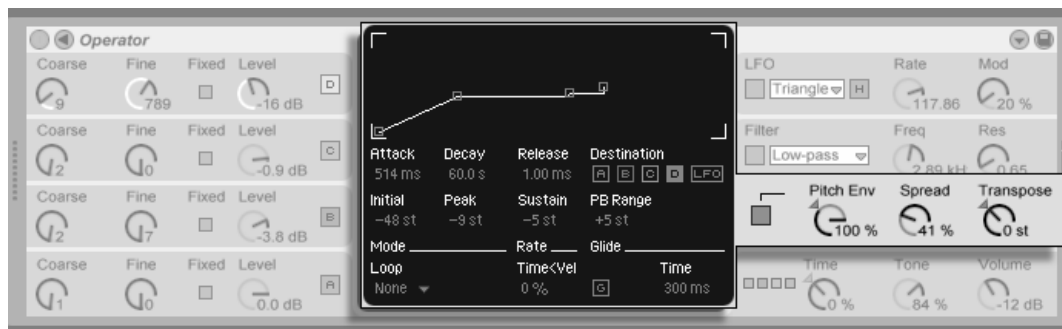 Operator
Coarse Fine Fixed Level
9 789 -16 dB D
Coarse Fine Fixed Level
2 0 -0.9 dB C
Coarse Fine Fixed Level
2 7 -3.8 dB B
Coarse Fine Fixed Level
1 0 0.0 dB A
Attack Decay Release Destination
514 ms 60.0 s 1.00 ms A B C D LFO
Initial Peak Sustain PB Range
-48 st -9 st -5 st +5 st
Mode Rate Glide
Loop Time<Vel Time
None 0 % G 300 ms
LFO Rate Mod
Triangle H 117.86 20 %
Filter Freq Res
Low-pass 2.89 kH 0.65
Pitch Env Spread Transpose
100 % 41 % 0 st
Time Tone Volume
0 % 84 % -12 dB